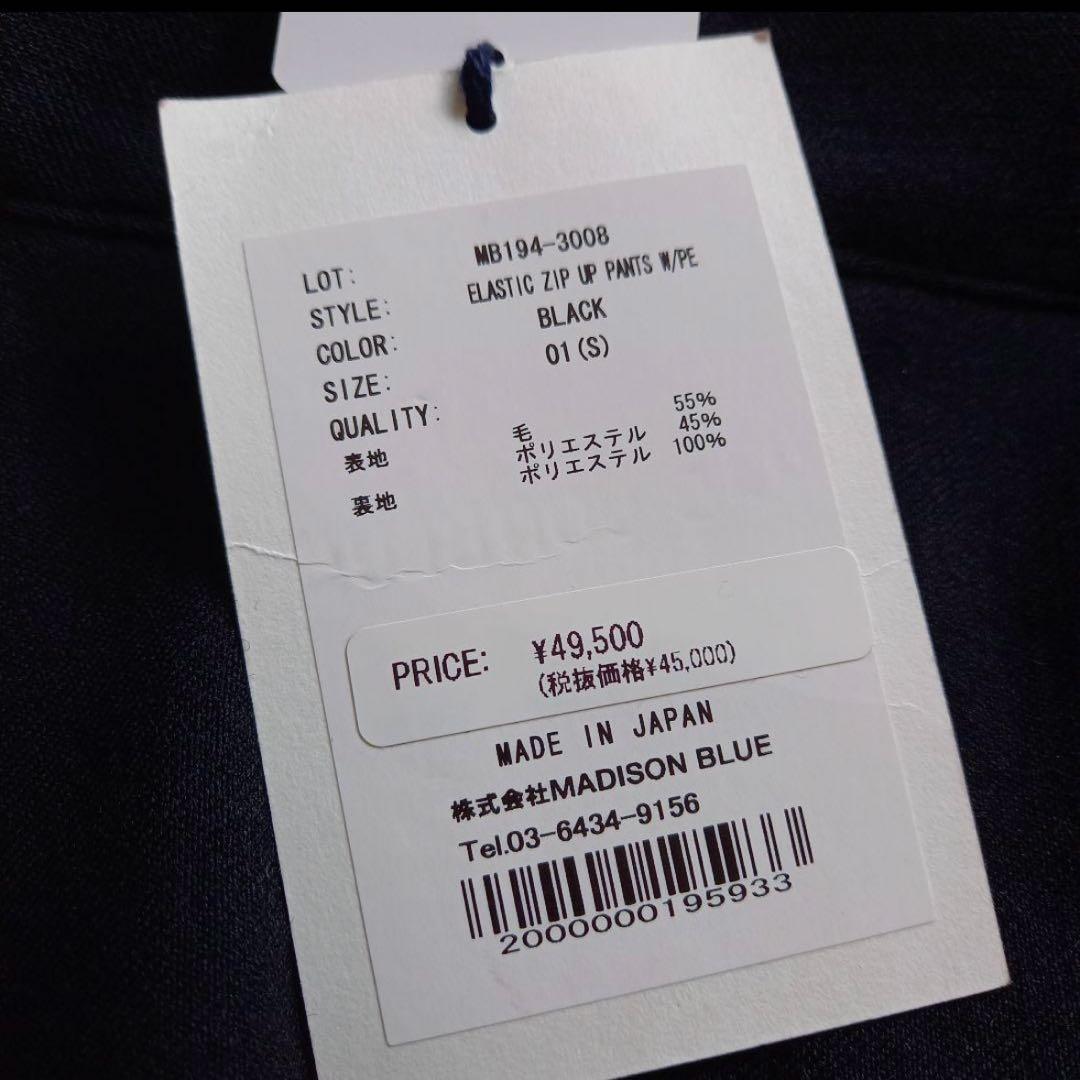 LOT: MB194-3008
STYLE: ELASTIC ZIP UP PANTS W/PE
COLOR: BLACK
SIZE: 01(S)
QUALITY:
表地 毛 55%
ポリエステル 45%
裏地 ポリエステル 100%
PRICE: ¥49,500
(税抜価格¥45,000)
MADE IN JAPAN
株式会社MADISON BLUE
Tel.03-6434-9156
2000000195933